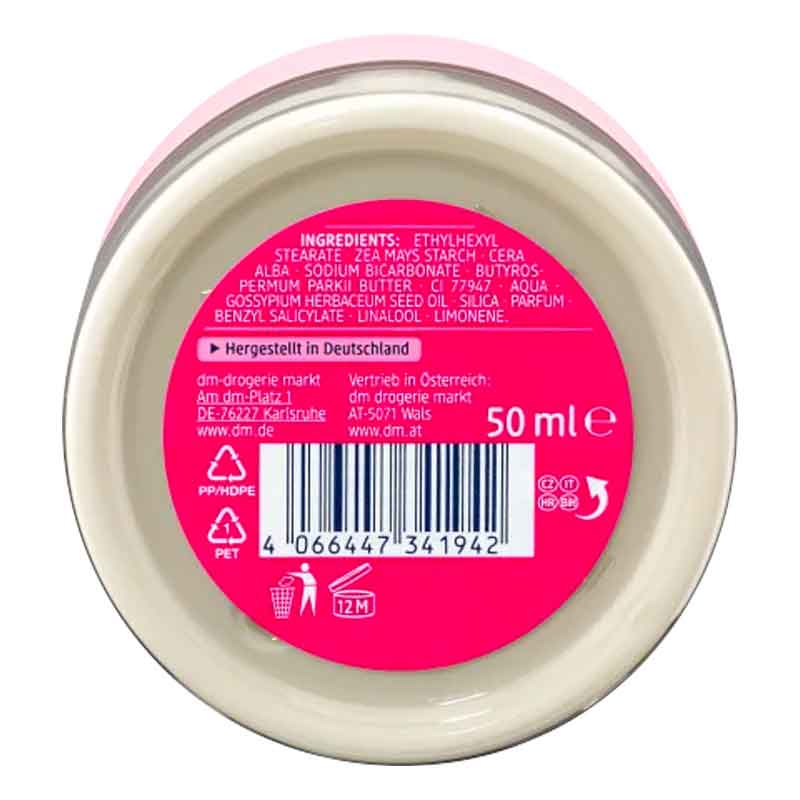 INGREDIENTS: ETHYLHEXYL
STEARATE · ZEA MAYS STARCH · CERA
ALBA · SODIUM BICARBONATE · BUTYROS-
PERMUM PARKII BUTTER · CI 77947 · AQUA ·
GOSSYPIUM HERBACEUM SEED OIL · SILICA · PARFUM ·
BENZYL SALICYLATE · LINALOOL · LIMONENE.
▶ Hergestellt in Deutschland
dm-drogerie markt
Am dm-Platz 1
DE-76227 Karlsruhe
www.dm.de
Vertrieb in Österreich:
dm drogerie markt
AT-5071 Wals
www.dm.at
50 ml ℮
PP/HDPE
1
PET
4 066447 341942
CZ IT
HR BIH
12 M